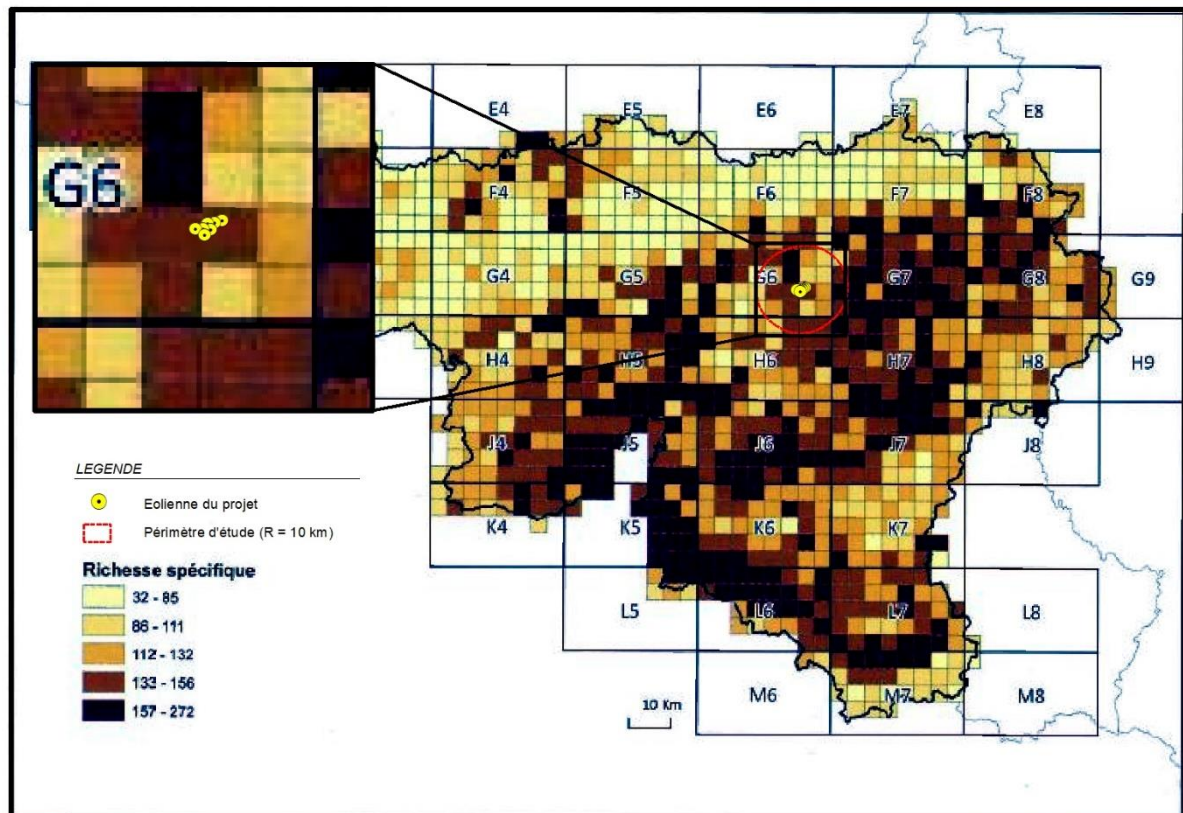 E4
E5
E6
E7
E8
G6
F4
F5
F6
F7
F8
G4
G5
G6
G7
G8
G9
H4
H5
H6
H7
H8
H9
J4
J5
J6
J7
J8
K4
K5
K6
K7
L5
L6
L7
L8
M6
M7
M8
10 Km
LEGENDE
Eolienne du projet
Périmètre d'étude (R = 10 km)
Richesse spécifique
32 - 85
86 - 111
112 - 132
133 - 156
157 - 272